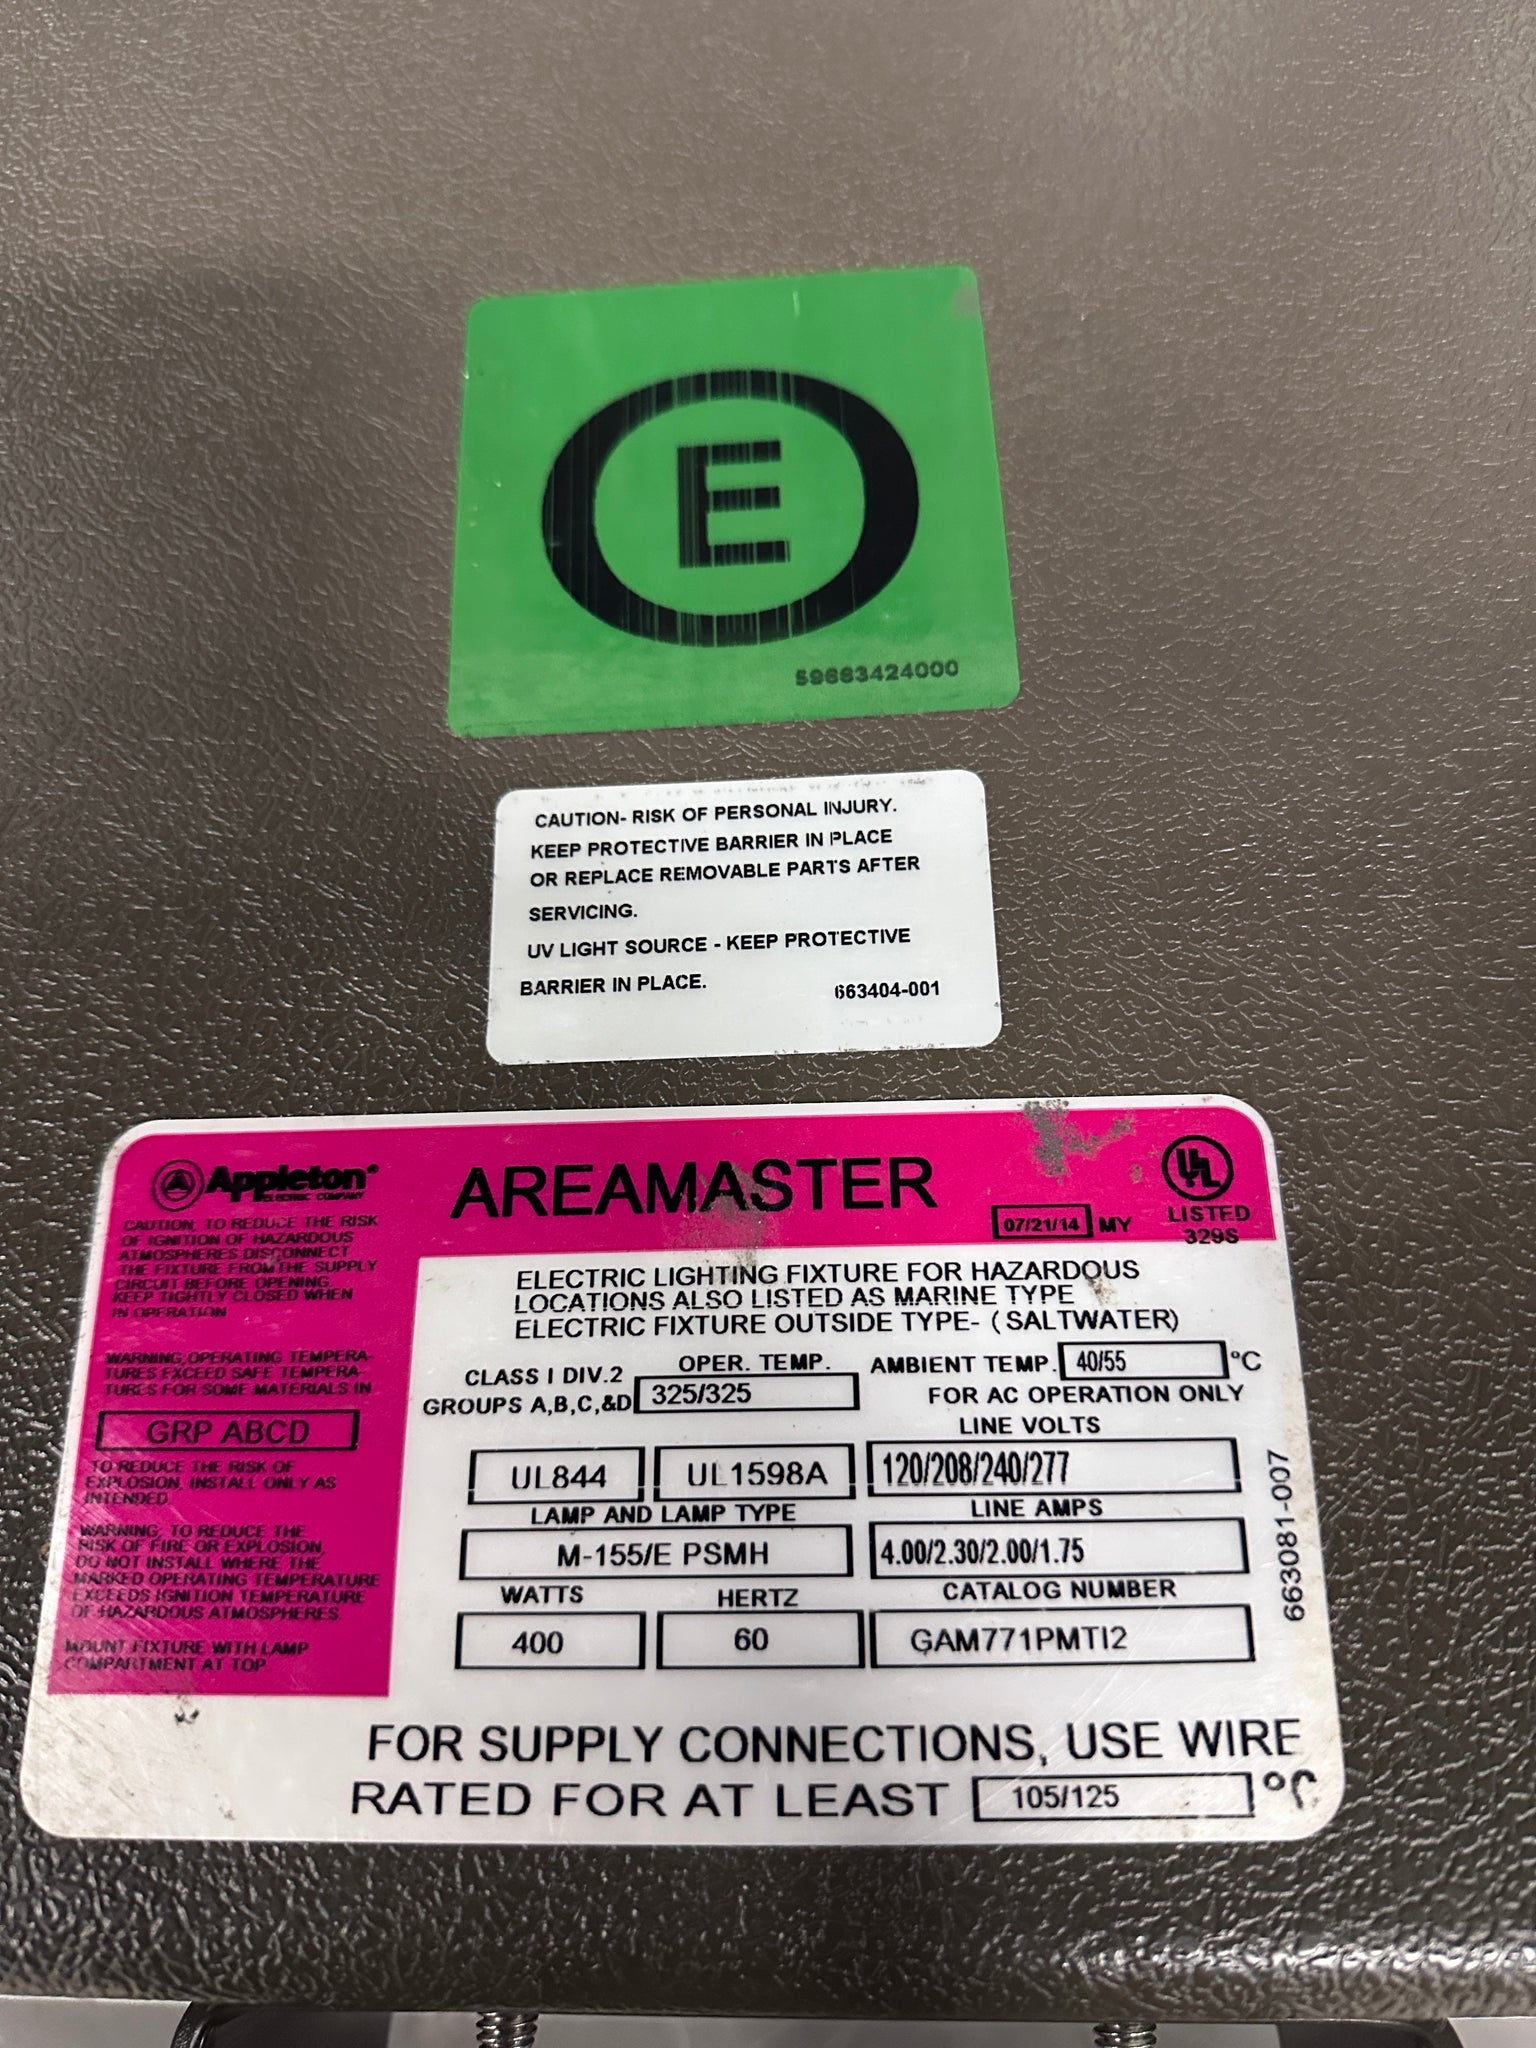 E
59663424000
CAUTION- RISK OF PERSONAL INJURY.
KEEP PROTECTIVE BARRIER IN PLACE
OR REPLACE REMOVABLE PARTS AFTER
SERVICING.
UV LIGHT SOURCE - KEEP PROTECTIVE
BARRIER IN PLACE.
663404-001
Appleton®
ELECTRIC COMPANY
CAUTION; TO REDUCE THE RISK
OF IGNITION OF HAZARDOUS
ATMOSPHERES DISCONNECT
THE FIXTURE FROM THE SUPPLY
CIRCUIT BEFORE OPENING.
KEEP TIGHTLY CLOSED WHEN
IN OPERATION
WARNING; OPERATING TEMPERA-
TURES EXCEED SAFE TEMPERA-
TURES FOR SOME MATERIALS IN
GRP ABCD
TO REDUCE THE RISK OF
EXPLOSION, INSTALL ONLY AS
INTENDED
WARNING; TO REDUCE THE
RISK OF FIRE OR EXPLOSION,
DO NOT INSTALL WHERE THE
MARKED OPERATING TEMPERATURE
EXCEEDS IGNITION TEMPERATURE
OF HAZARDOUS ATMOSPHERES.
MOUNT FIXTURE WITH LAMP
COMPARTMENT AT TOP
AREAMASTER
07/21/14 MY
UL
LISTED
329S
ELECTRIC LIGHTING FIXTURE FOR HAZARDOUS
LOCATIONS ALSO LISTED AS MARINE TYPE
ELECTRIC FIXTURE OUTSIDE TYPE- (SALTWATER)
CLASS I DIV.2
GROUPS A,B,C,&D
OPER. TEMP.
325/325
AMBIENT TEMP. 40/55 °C
FOR AC OPERATION ONLY
LINE VOLTS
UL844 UL1598A 120/208/240/277
LAMP AND LAMP TYPE LINE AMPS
M-155/E PSMH 4.00/2.30/2.00/1.75
WATTS HERTZ CATALOG NUMBER
400 60 GAM771PMTI2
663081-007
FOR SUPPLY CONNECTIONS, USE WIRE
RATED FOR AT LEAST 105/125 °C